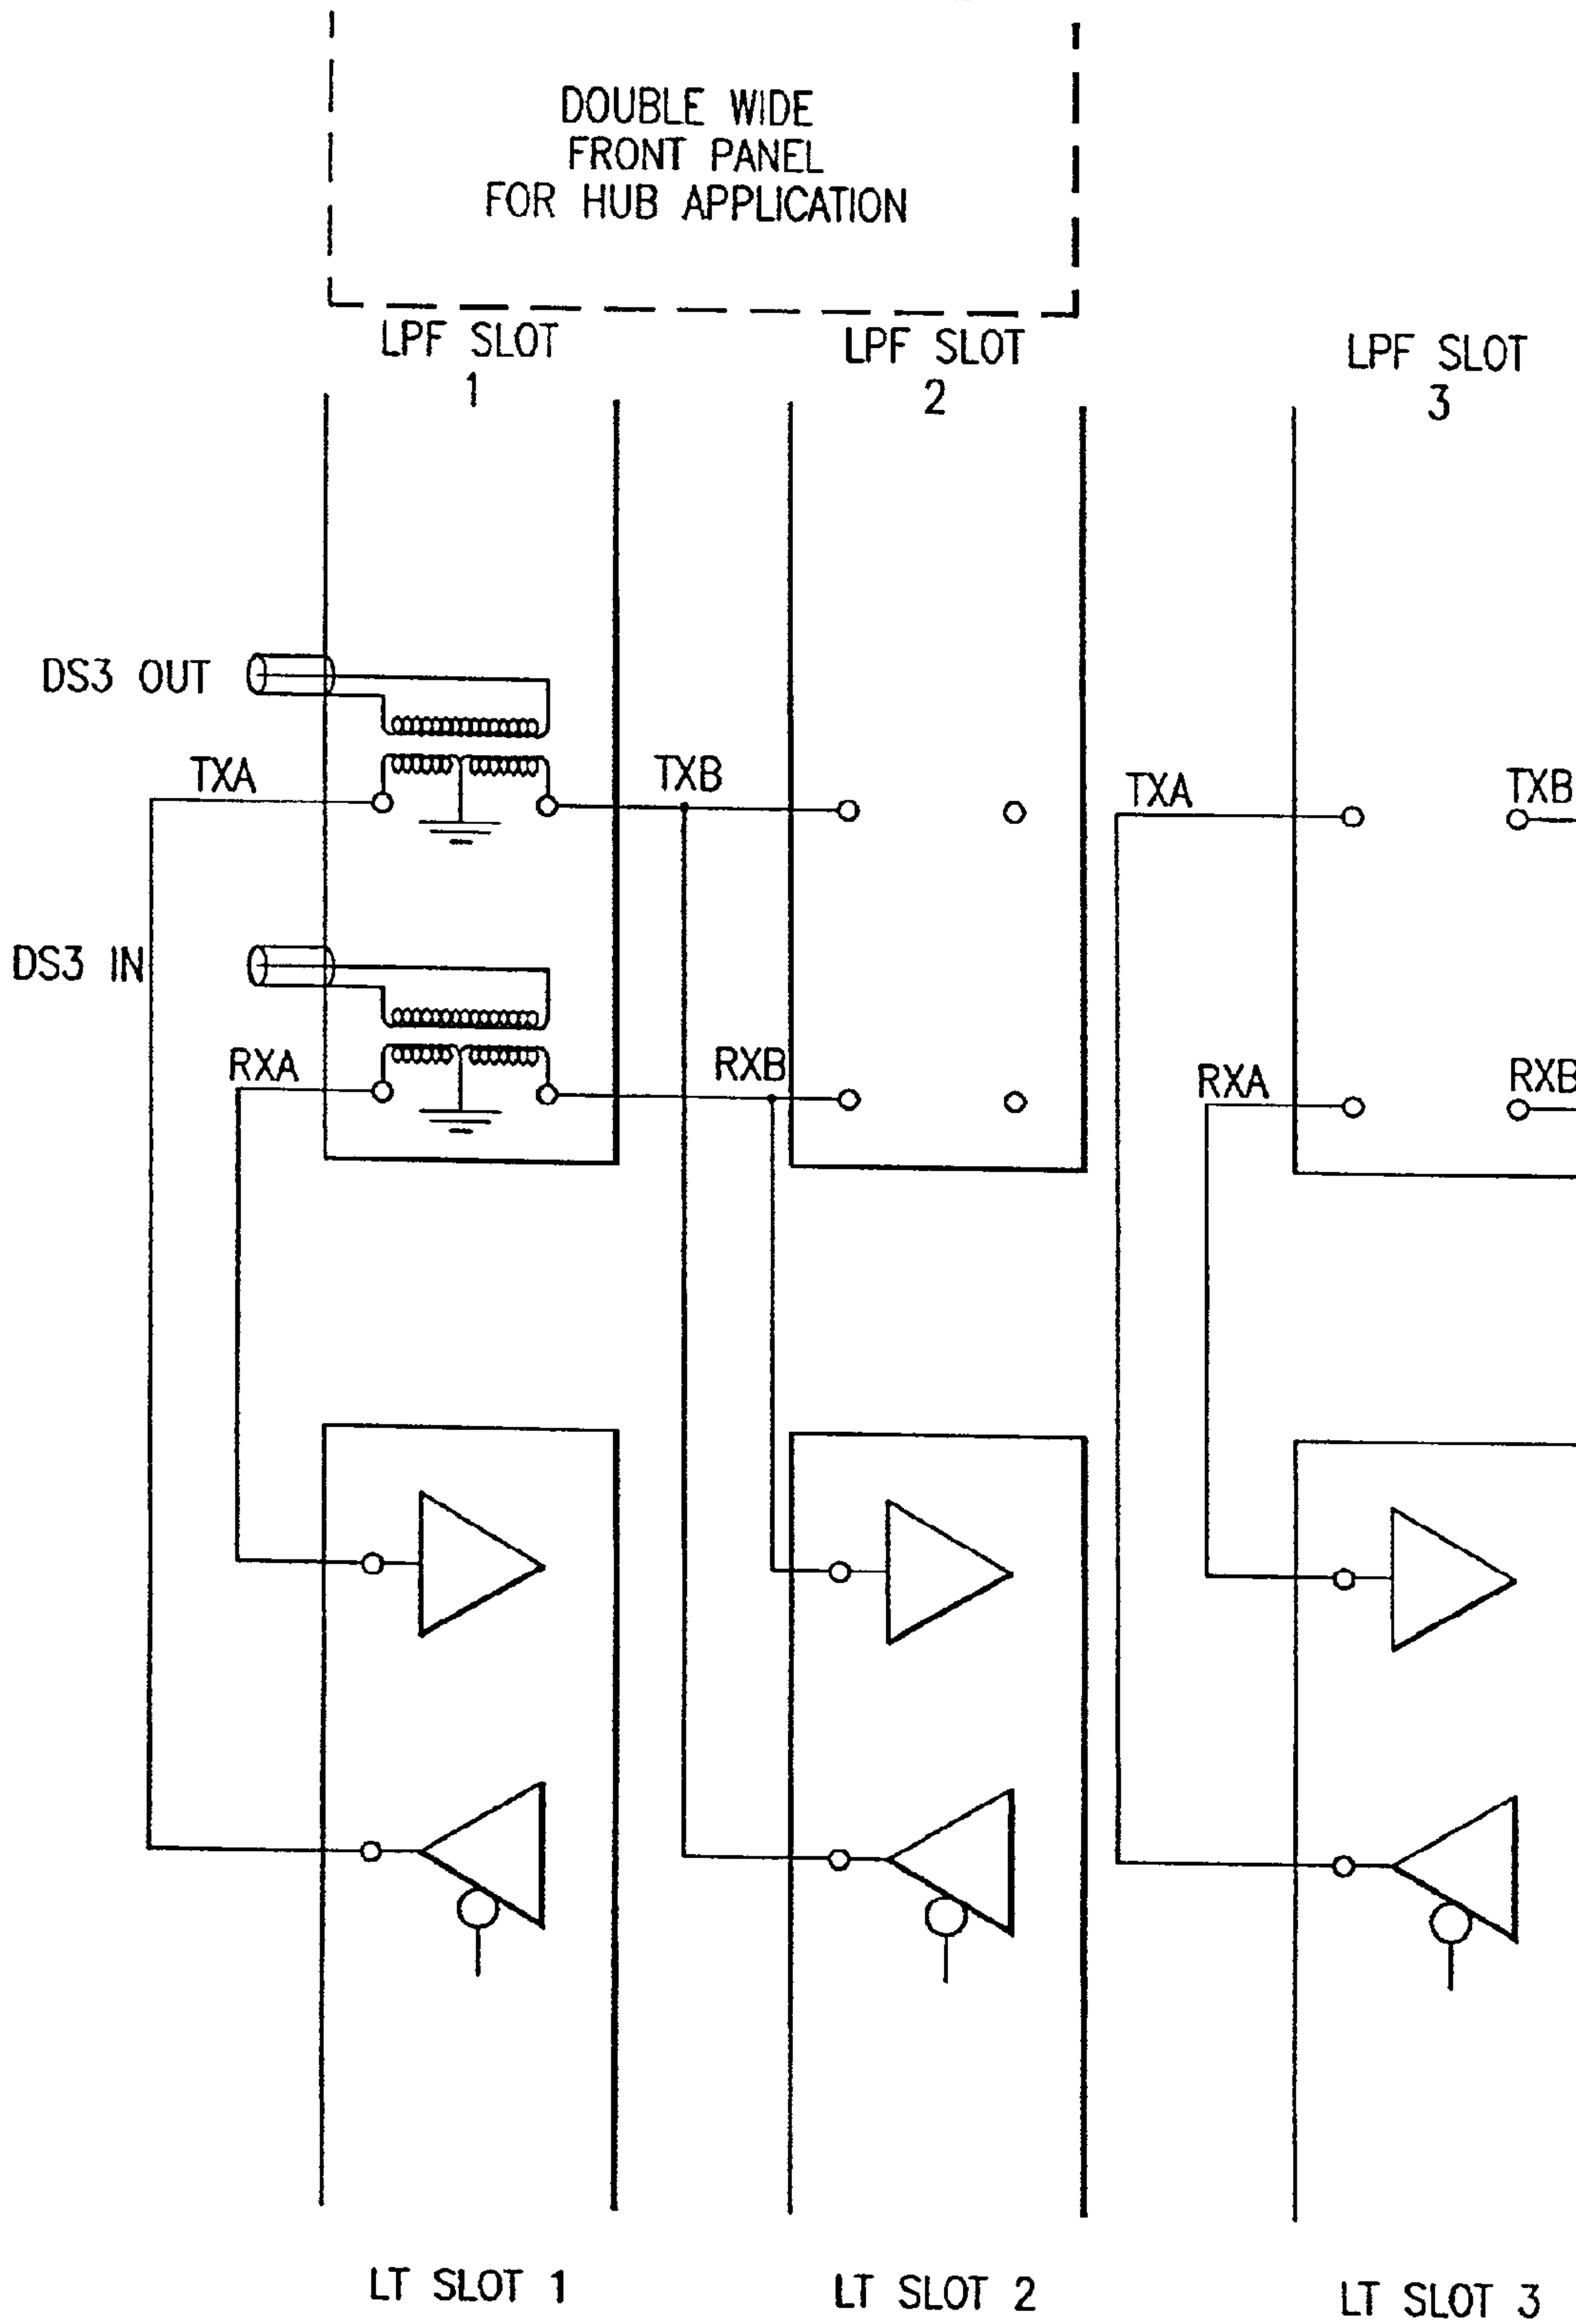 DOUBLE WIDE
FRONT PANEL
FOR HUB APPLICATION
LPF SLOT
1
LPF SLOT
2
LPF SLOT
3
DS3 OUT
TXA
TXB
TXA
TXB
DS3 IN
RXA
RXB
RXA
RXB
LT SLOT 1
LT SLOT 2
LT SLOT 3